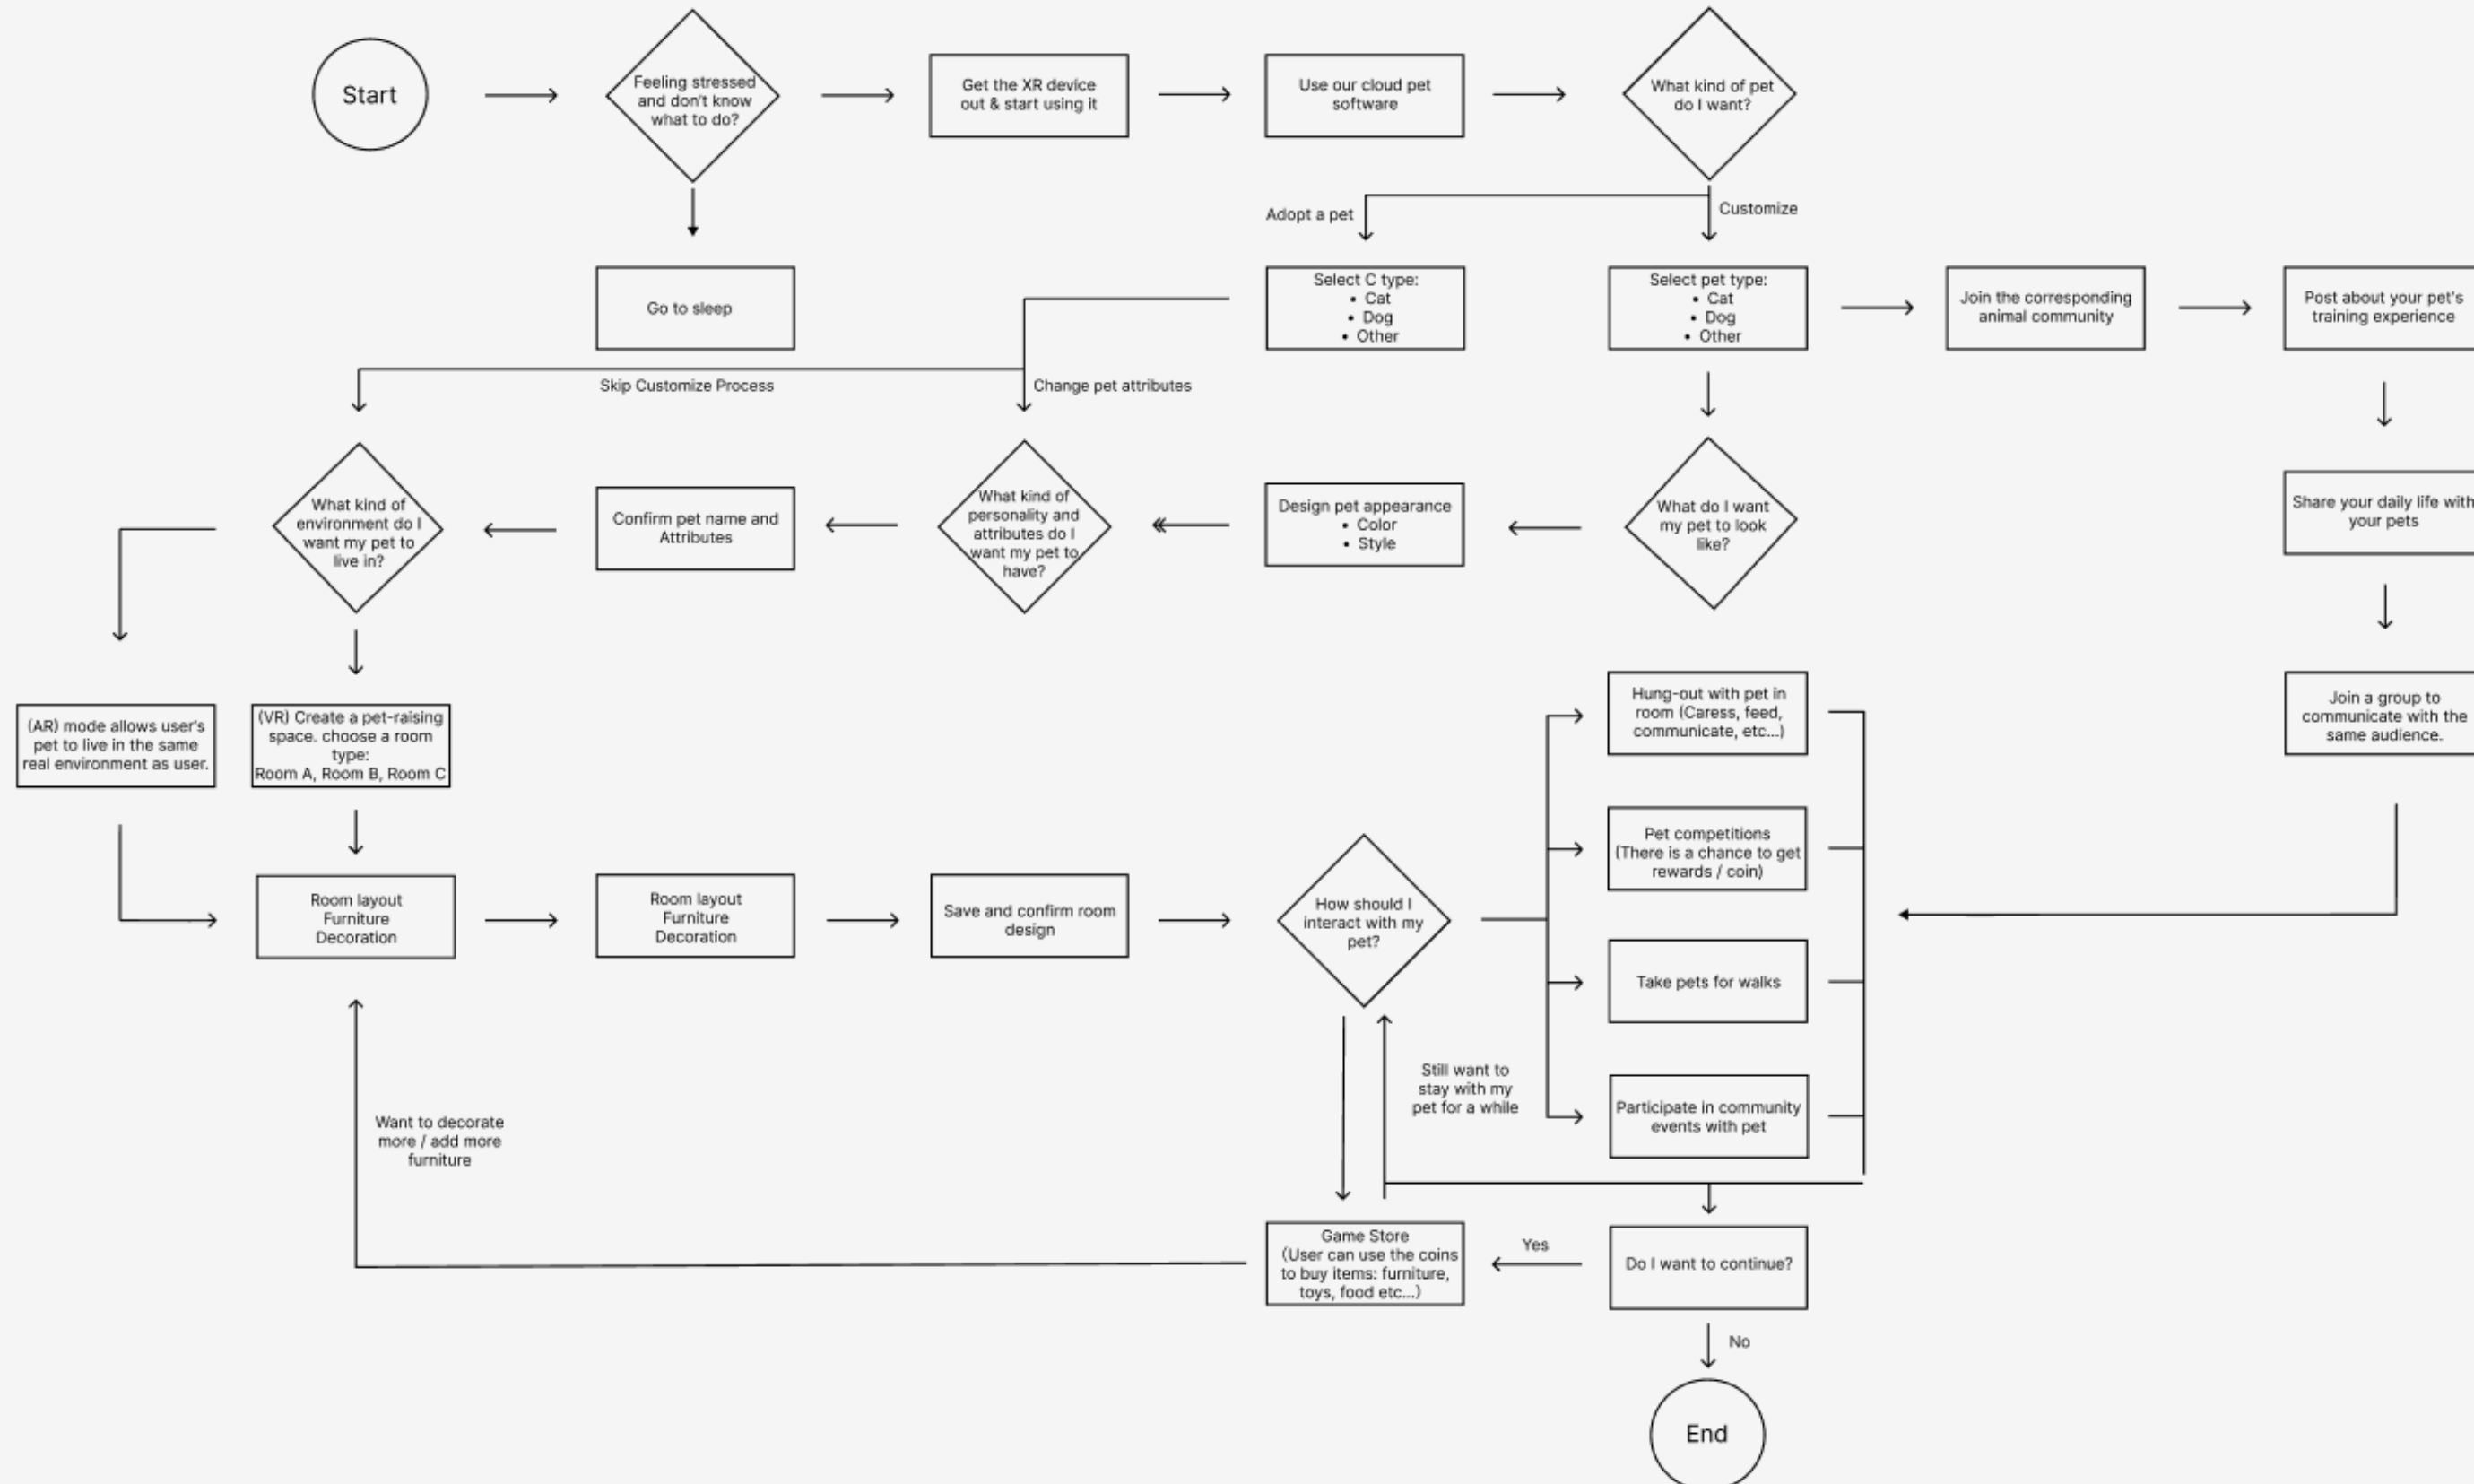 Start
Feeling stressed
and don't know
what to do?
Get the XR device
out & start using it
Use our cloud pet
software
What kind of pet
do I want?
Adopt a pet
Customize
Go to sleep
Select C type:
• Cat
• Dog
• Other
Select pet type:
• Cat
• Dog
• Other
Join the corresponding
animal community
Post about your pet's
training experience
Skip Customize Process
Change pet attributes
What kind of
environment do I
want my pet to
live in?
Confirm pet name and
Attributes
What kind of
personality and
attributes do I
want my pet to
have?
Design pet appearance
• Color
• Style
What do I want
my pet to look
like?
Share your daily life with
your pets
(AR) mode allows user's
pet to live in the same
real environment as user.
(VR) Create a pet-raising
space. choose a room
type:
Room A, Room B, Room C
Hung-out with pet in
room (Caress, feed,
communicate, etc...)
Join a group to
communicate with the
same audience.
Pet competitions
(There is a chance to get
rewards / coin)
Room layout
Furniture
Decoration
Room layout
Furniture
Decoration
Save and confirm room
design
How should I
interact with my
pet?
Take pets for walks
Still want to
stay with my
pet for a while
Participate in community
events with pet
Want to decorate
more / add more
furniture
Game Store
(User can use the coins
to buy items: furniture,
toys, food etc...)
Yes
Do I want to continue?
No
End